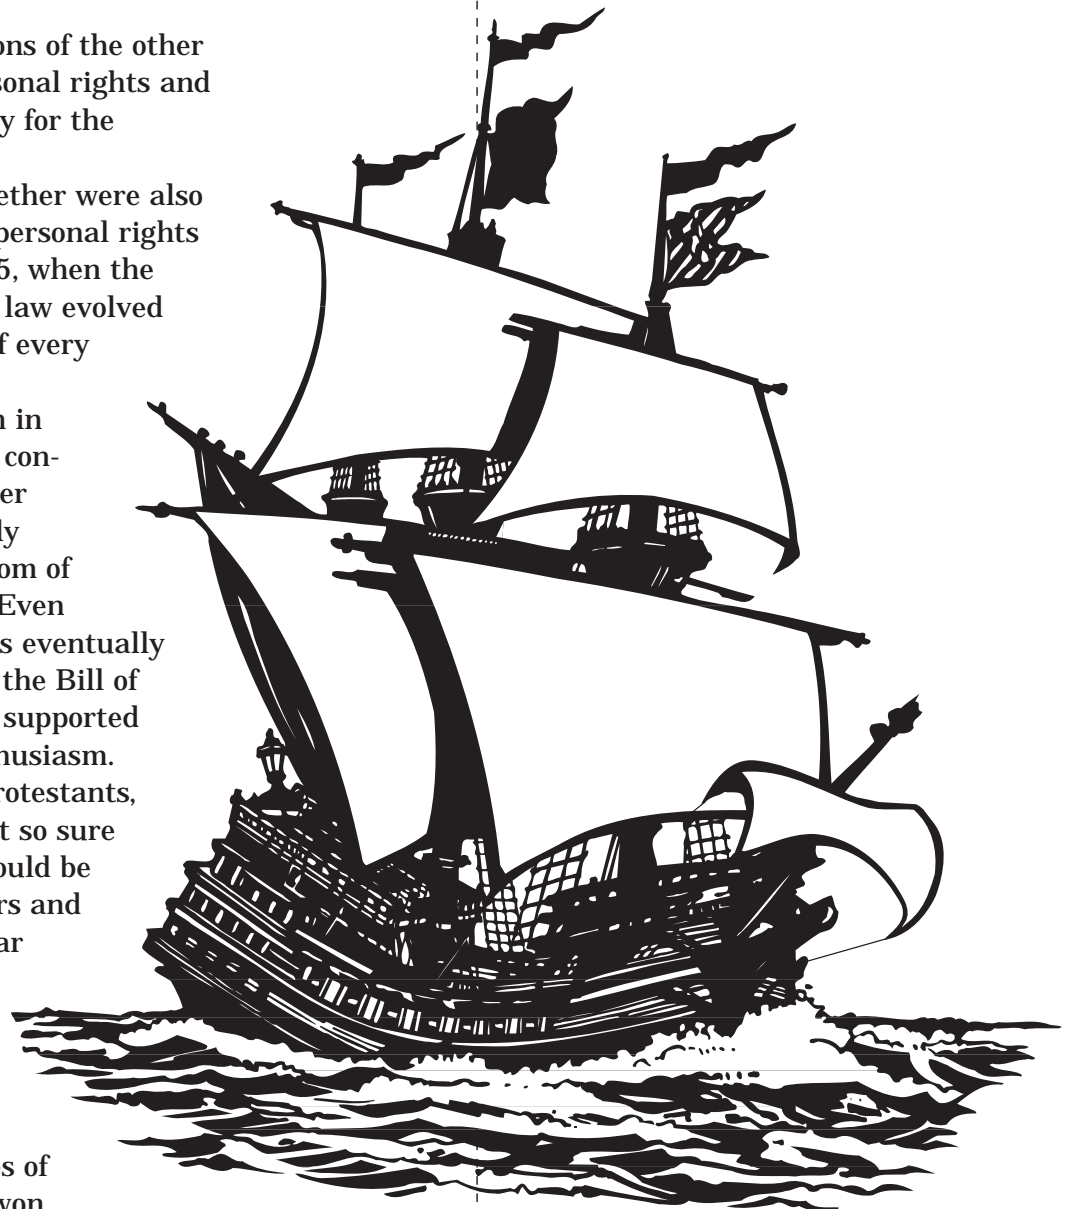 ons of the other
sonal rights and
y for the
ether were also
personal rights
5, when the
law evolved
f every
n in
con-
er
ly
om of
Even
s eventually
the Bill of
supported
husiasm.
rotestants,
t so sure
ould be
rs and
ar
s of
von